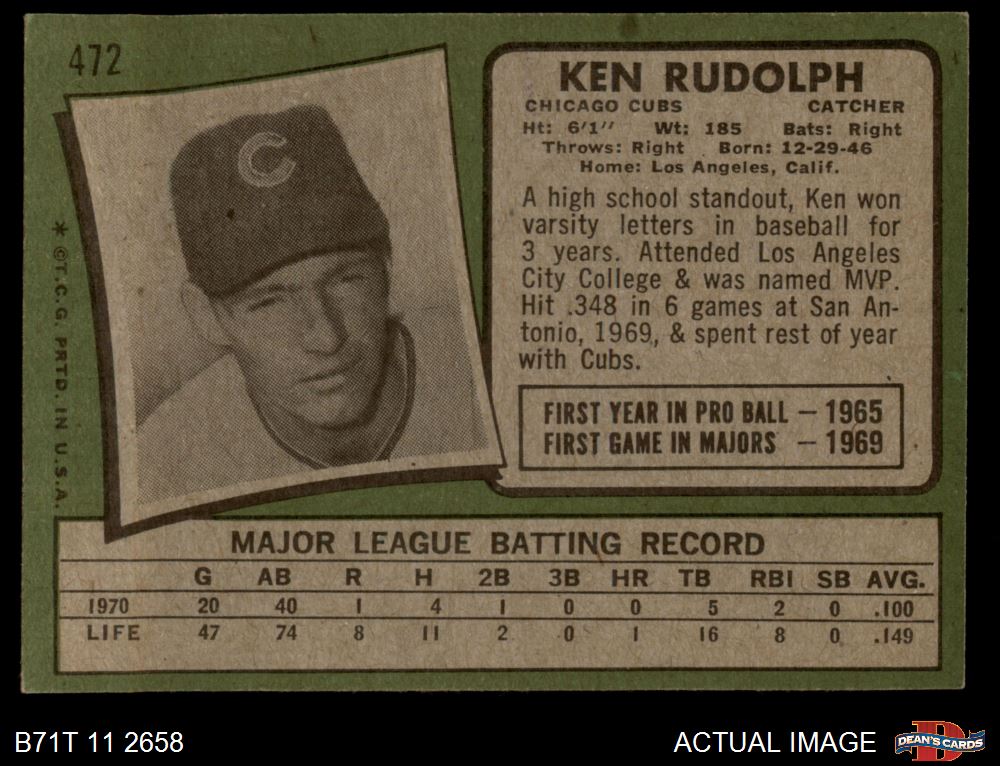 472
C
* ©T.C.G. PRTD. IN U.S.A.
KEN RUDOLPH
CHICAGO CUBS CATCHER
Ht: 6'1'' Wt: 185 Bats: Right
Throws: Right Born: 12-29-46
Home: Los Angeles, Calif.
A high school standout, Ken won
varsity letters in baseball for
3 years. Attended Los Angeles
City College & was named MVP.
Hit .348 in 6 games at San An-
tonio, 1969, & spent rest of year
with Cubs.
FIRST YEAR IN PRO BALL — 1965
FIRST GAME IN MAJORS — 1969
MAJOR LEAGUE BATTING RECORD
G AB R H 2B 3B HR TB RBI SB AVG.
1970 20 40 1 4 1 0 0 5 2 0 .100
LIFE 47 74 8 11 2 0 1 16 8 0 .149
B71T 11 2658 ACTUAL IMAGE
D DEAN'S CARDS